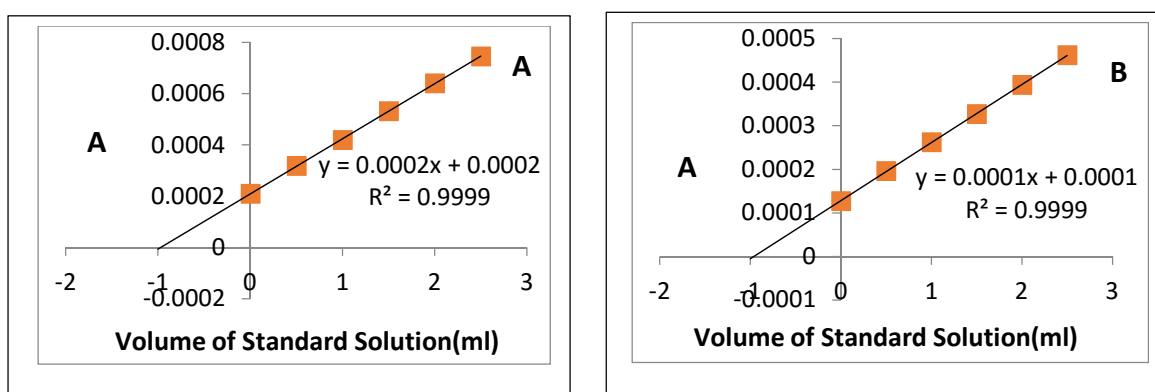 0.0008
A
0.0006
A
0.0004
y = 0.0002x + 0.0002
0.0002
R² = 0.9999
0
-2 -1 0 1 2 3
-0.0002
Volume of Standard Solution(ml)
0.0005
B
0.0004
0.0003
A
0.0002
y = 0.0001x + 0.0001
0.0001
R² = 0.9999
0
-2 -1 0 1 2 3
-0.0001
Volume of Standard Solution(ml)